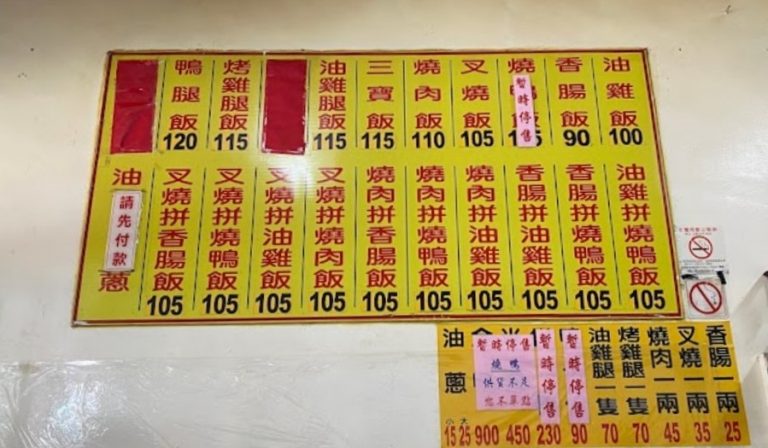 油雞飯 100
香腸飯 90
燒
暫時停售
叉燒飯 105
燒肉飯 110
三寶飯 115
油雞腿飯 115
烤雞腿飯 115
鴨腿飯 120
油雞拼燒鴨飯 105
香腸拼燒鴨飯 105
香腸拼油雞飯 105
燒肉拼油雞飯 105
燒肉拼燒鴨飯 105
燒肉拼香腸飯 105
叉燒拼燒肉飯 105
叉燒拼油雞飯 105
叉燒拼燒鴨飯 105
叉燒拼香腸飯 105
油 蔥
請先付款
香腸一兩 25
叉燒一兩 35
燒肉一兩 45
烤雞腿一隻 70
油雞腿一隻 70
暫時停售 90
暫時停售 230
450
900
暫時停售
燒鴨
供貨不足
恕不單點
油蔥 小 大 15 25